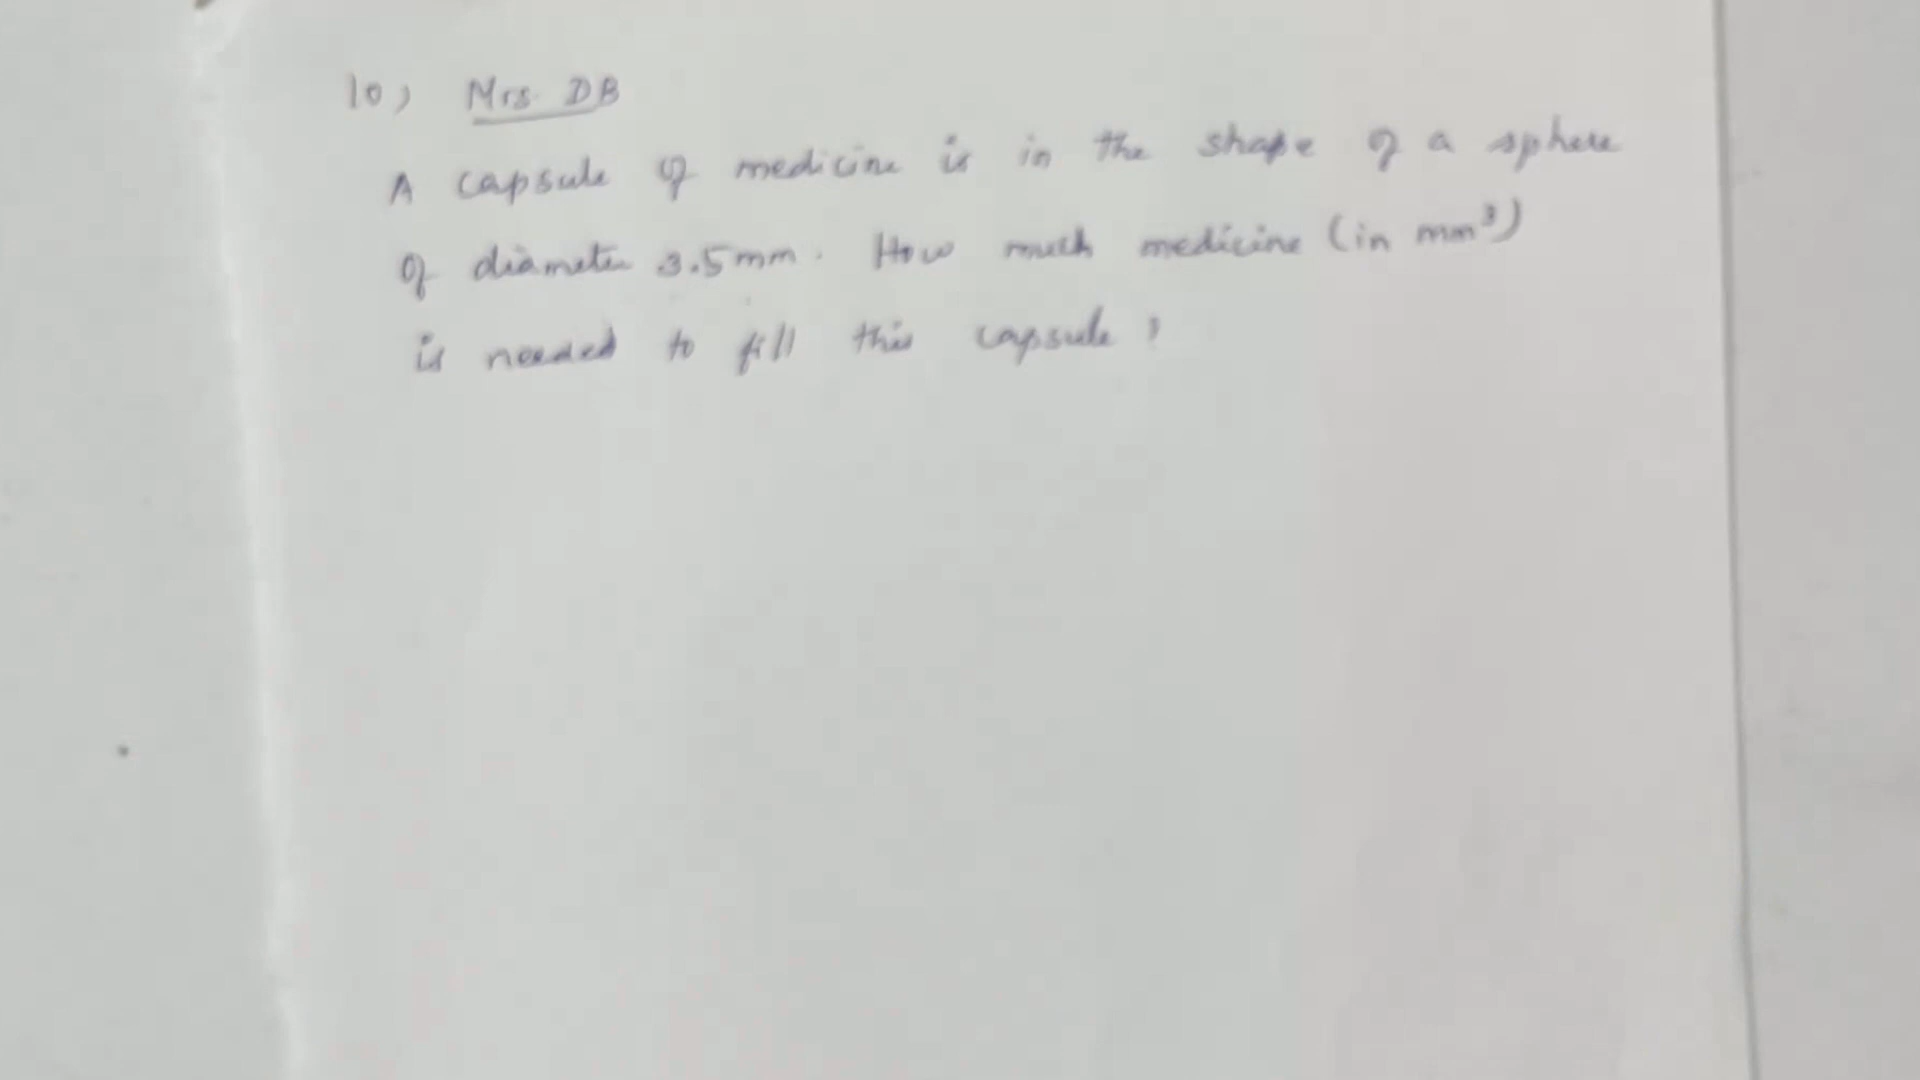 10) Mrs DB
A capsule of medicine is in the shape of a sphere
of diameter 3.5mm. How much medicine (in mm³)
is needed to fill this capsule?